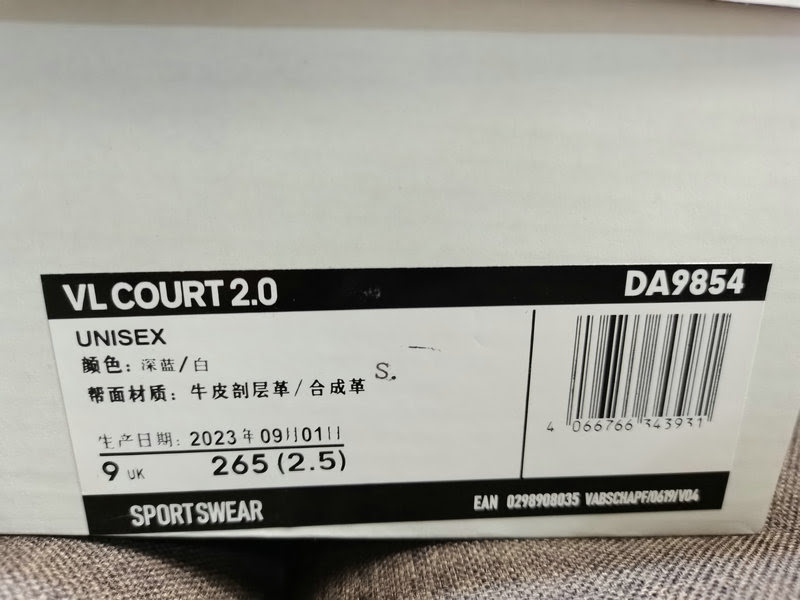 VL COURT 2.0
DA9854
UNISEX
颜色：深蓝/白
帮面材质：牛皮剖层革/合成革
S.
生产日期：2023年09月01日
9 UK 265(2.5)
4 066766 343931
SPORTSWEAR
EAN 0298908035 VABSCHAPF/0619/V04